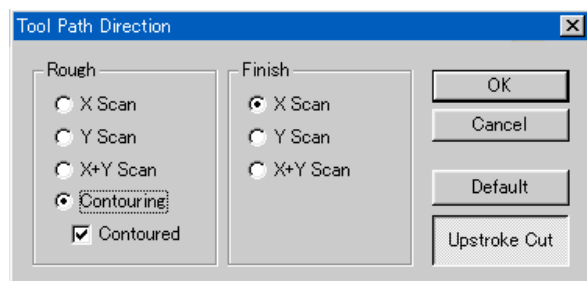 Tool Path Direction
Rough
X Scan
Y Scan
X+Y Scan
Contouring
Contoured
Finish
X Scan
Y Scan
X+Y Scan
OK
Cancel
Default
Upstroke Cut